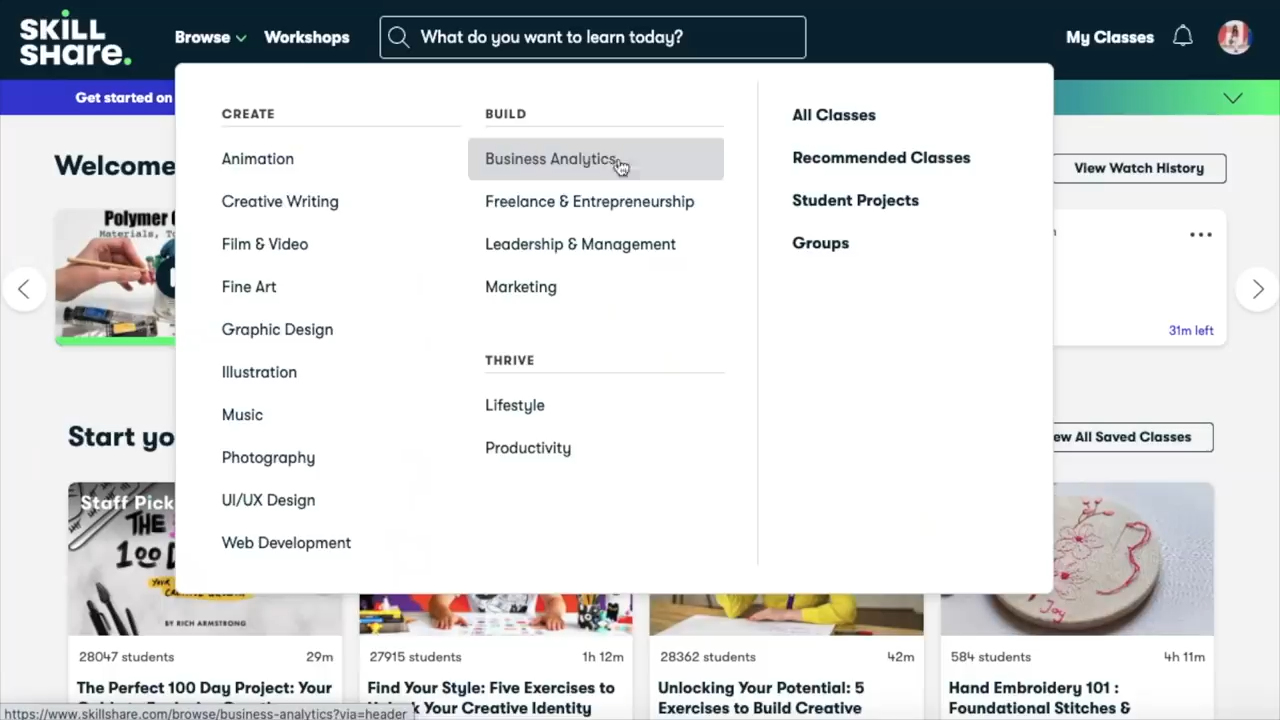 SKILL
SHARE.
Browse
Workshops
What do you want to learn today?
My Classes
Get started on
CREATE
Animation
Creative Writing
Film & Video
Fine Art
Graphic Design
Illustration
Music
Photography
UI/UX Design
Web Development
BUILD
Business Analytics
Freelance & Entrepreneurship
Leadership & Management
Marketing
THRIVE
Lifestyle
Productivity
All Classes
Recommended Classes
Student Projects
Groups
Welcome
View Watch History
Polymer
Materials,
31m left
Start
View All Saved Classes
Staff Pick
THE
100
BY RICH ARMSTRONG
Joy
28047 students
29m
27915 students
1h 12m
28362 students
42m
584 students
4h 11m
The Perfect 100 Day Project: Your
Find Your Style: Five Exercises to
Your Creative Identity
Unlocking Your Potential: 5
Exercises to Build Creative
Hand Embroidery 101 :
Foundational Stitches &
https://www.skillshare.com/browse/business-analytics?via=header